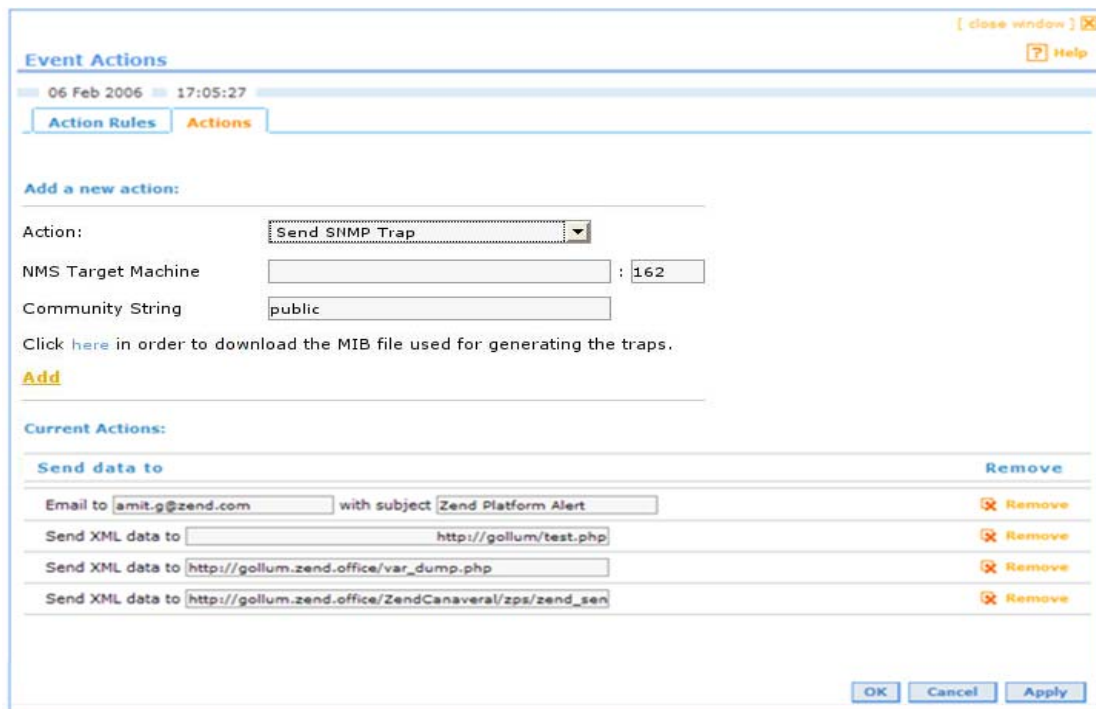 [ close window ]
Event Actions
? Help
06 Feb 2006 17:05:27
Action Rules Actions
Add a new action:
Action: Send SNMP Trap
NMS Target Machine : 162
Community String public
Click here in order to download the MIB file used for generating the traps.
Add
Current Actions:
Send data to Remove
Email to amit.g@zend.com with subject Zend Platform Alert Remove
Send XML data to http://gollum/test.php Remove
Send XML data to http://gollum.zend.office/var_dump.php Remove
Send XML data to http://gollum.zend.office/ZendCanaveral/zps/zend_sen Remove
OK Cancel Apply